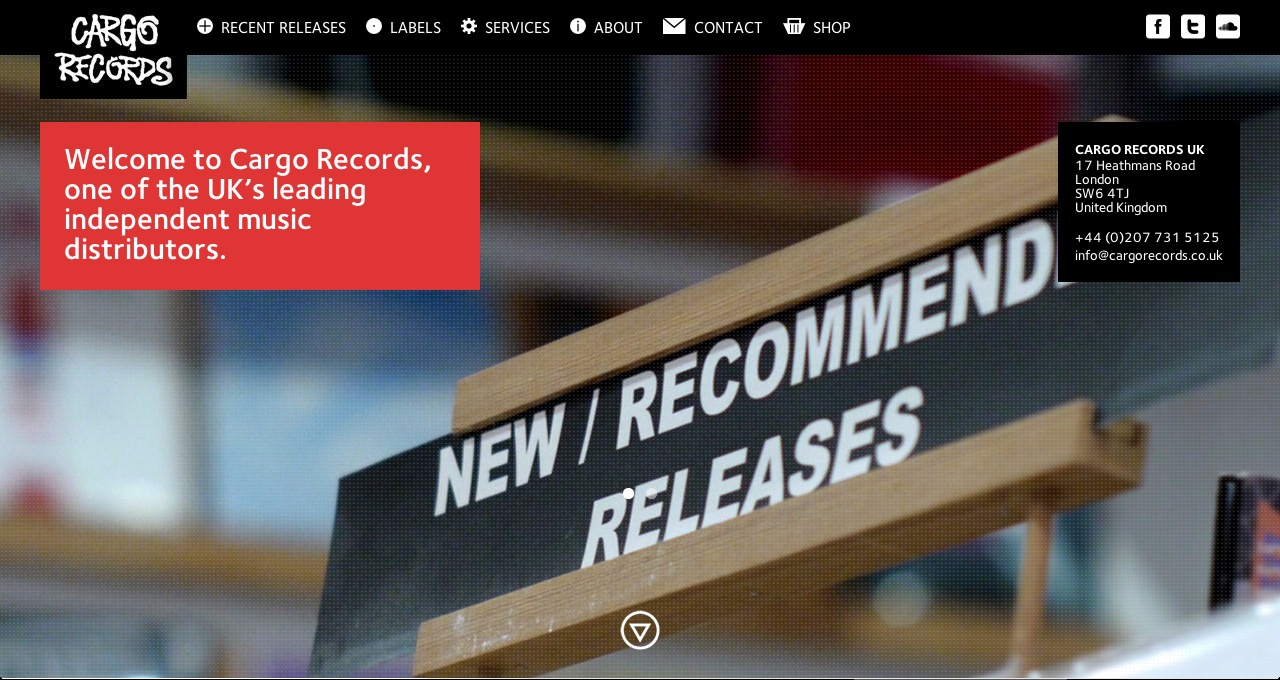 CARGO
RECORDS
RECENT RELEASES
LABELS
SERVICES
ABOUT
CONTACT
SHOP
Welcome to Cargo Records,
one of the UK’s leading
independent music
distributors.
CARGO RECORDS UK
17 Heathmans Road
London
SW6 4TJ
United Kingdom
+44 (0)207 731 5125
info@cargorecords.co.uk
NEW / RECOMMEND
RELEASES